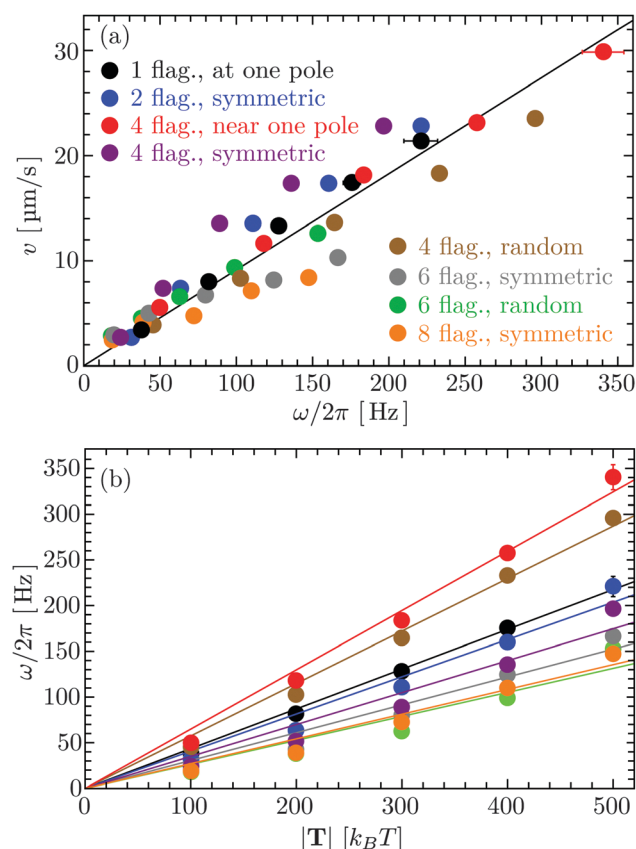 (a)
1 flag., at one pole
2 flag., symmetric
4 flag., near one pole
4 flag., symmetric
4 flag., random
6 flag., symmetric
6 flag., random
8 flag., symmetric
30
20
10
0
v [µm/s]
0 50 100 150 200 250 300 350
ω/2π [Hz]
(b)
350
300
250
200
150
100
50
0
ω/2π [Hz]
0 100 200 300 400 500
|T| [k_BT]